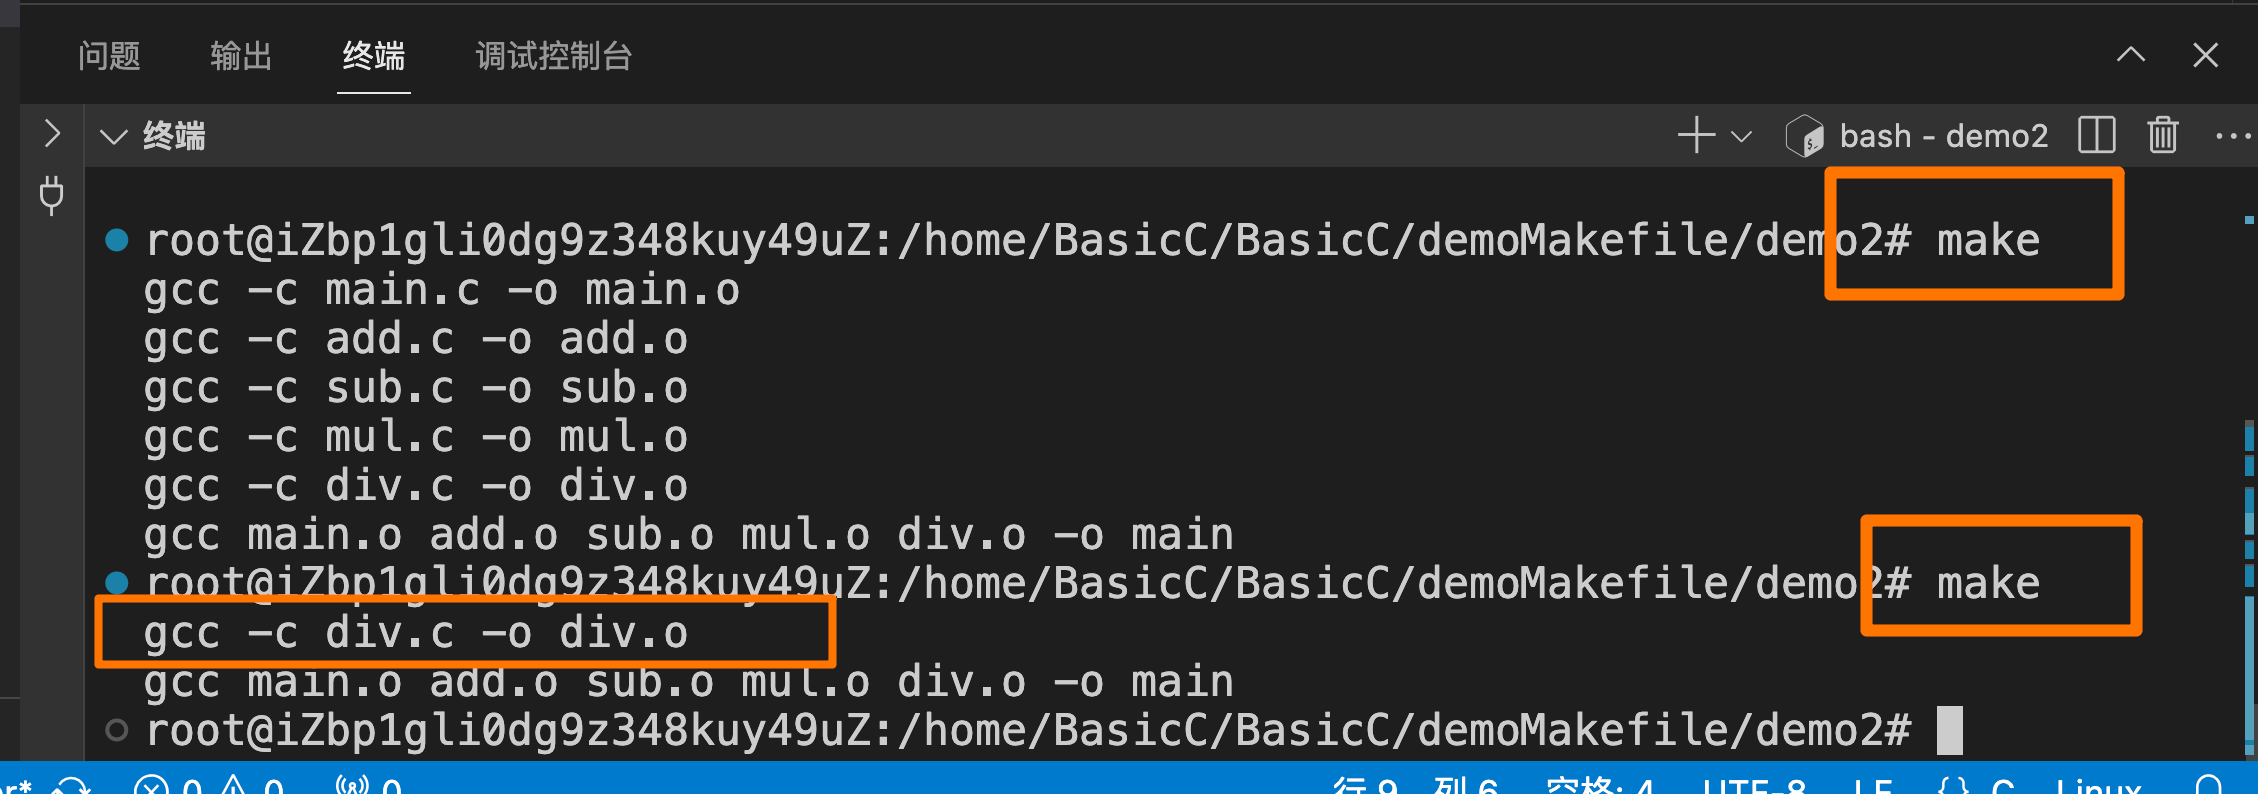 问题 输出 终端 调试控制台
终端 bash - demo2
root@iZbp1gli0dg9z348kuy49uZ:/home/BasicC/BasicC/demoMakefile/demo2# make
gcc -c main.c -o main.o
gcc -c add.c -o add.o
gcc -c sub.c -o sub.o
gcc -c mul.c -o mul.o
gcc -c div.c -o div.o
gcc main.o add.o sub.o mul.o div.o -o main
root@iZbp1gli0dg9z348kuy49uZ:/home/BasicC/BasicC/demoMakefile/demo2# make
gcc -c div.c -o div.o
gcc main.o add.o sub.o mul.o div.o -o main
root@iZbp1gli0dg9z348kuy49uZ:/home/BasicC/BasicC/demoMakefile/demo2#
0 0 0 行 9, 列 6 空格: 4 UTF-8 LF {} C Linux